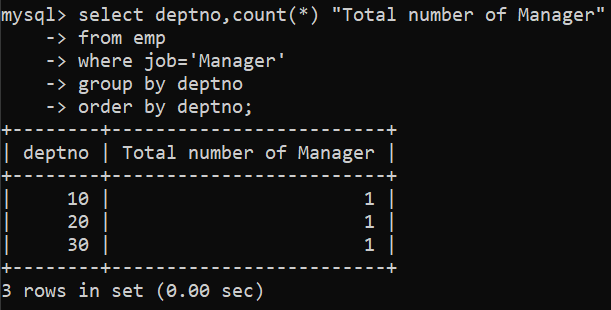 mysql> select deptno,count(*) "Total number of Manager"
    -> from emp
    -> where job='Manager'
    -> group by deptno
    -> order by deptno;
+--------+-------------------------+
| deptno | Total number of Manager |
+--------+-------------------------+
|     10 |                       1 |
|     20 |                       1 |
|     30 |                       1 |
+--------+-------------------------+
3 rows in set (0.00 sec)